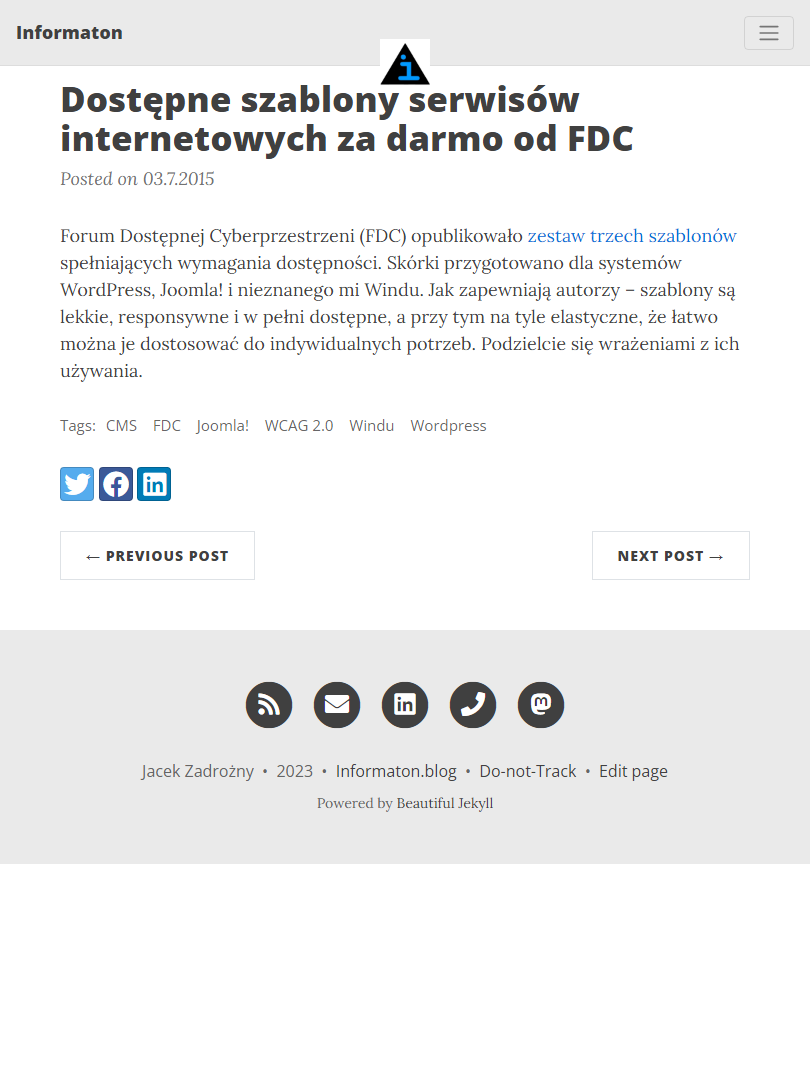 Informaton
Dostępne szablony serwisów
internetowych za darmo od FDC
Posted on 03.7.2015
Forum Dostępnej Cyberprzestrzeni (FDC) opublikowało zestaw trzech szablonów
spełniających wymagania dostępności. Skórki przygotowano dla systemów
WordPress, Joomla! i nieznanego mi Windu. Jak zapewniają autorzy – szablony są
lekkie, responsywne i w pełni dostępne, a przy tym na tyle elastyczne, że łatwo
można je dostosować do indywidualnych potrzeb. Podzielcie się wrażeniami z ich
używania.
Tags: CMS FDC Joomla! WCAG 2.0 Windu Wordpress
← PREVIOUS POST
NEXT POST →
Jacek Zadrożny • 2023 • Informaton.blog • Do-not-Track • Edit page
Powered by Beautiful Jekyll